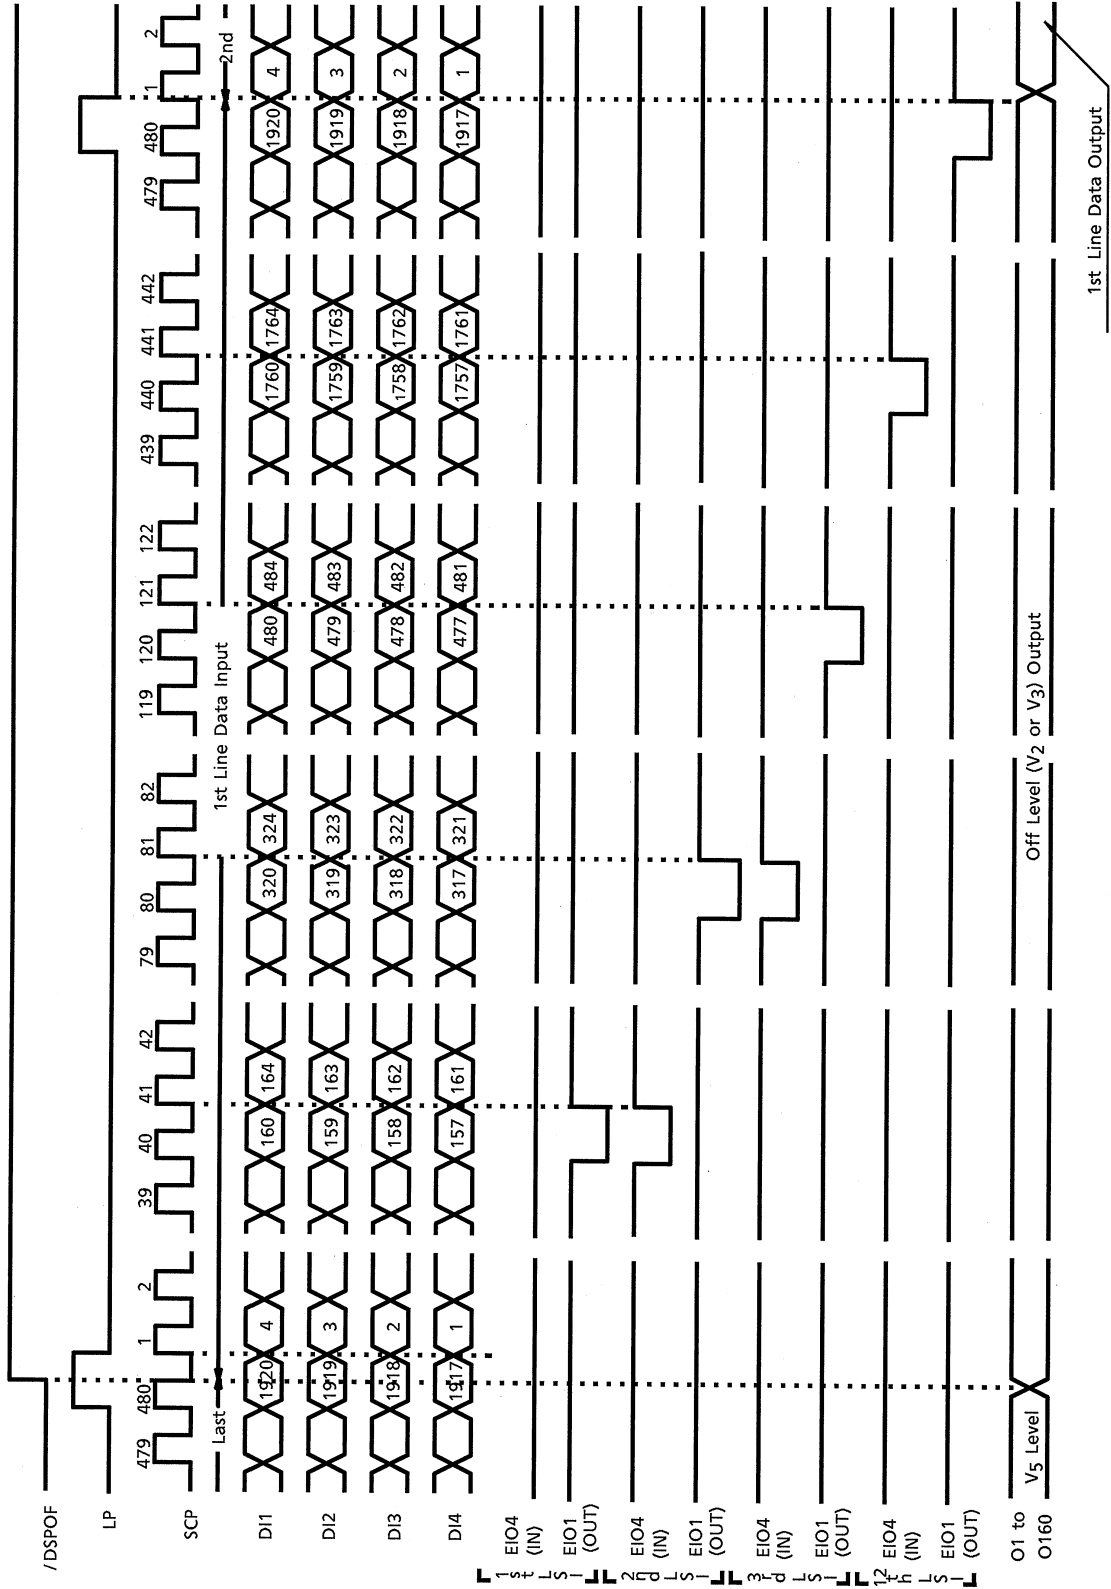 / DSPOF
LP
SCP
479 480 1 2 39 40 41 42 79 80 81 82 119 120 121 122 439 440 441 442 479 480 1 2
Last 1st Line Data Input 2nd
DI1 1920 4 160 164 320 324 480 484 1760 1764 1920 4
DI2 1919 3 159 163 319 323 479 483 1759 1763 1919 3
DI3 1918 2 158 162 318 322 478 482 1758 1762 1918 2
DI4 1917 1 157 161 317 321 477 481 1757 1761 1917 1
1st LSI
EIO4
(IN)
EIO1
(OUT)
2nd LSI
EIO4
(IN)
EIO1
(OUT)
3rd LSI
EIO4
(IN)
EIO1
(OUT)
12th LSI
EIO4
(IN)
EIO1
(OUT)
O1 to
O160
V5 Level
Off Level (V2 or V3) Output
1st Line Data Output